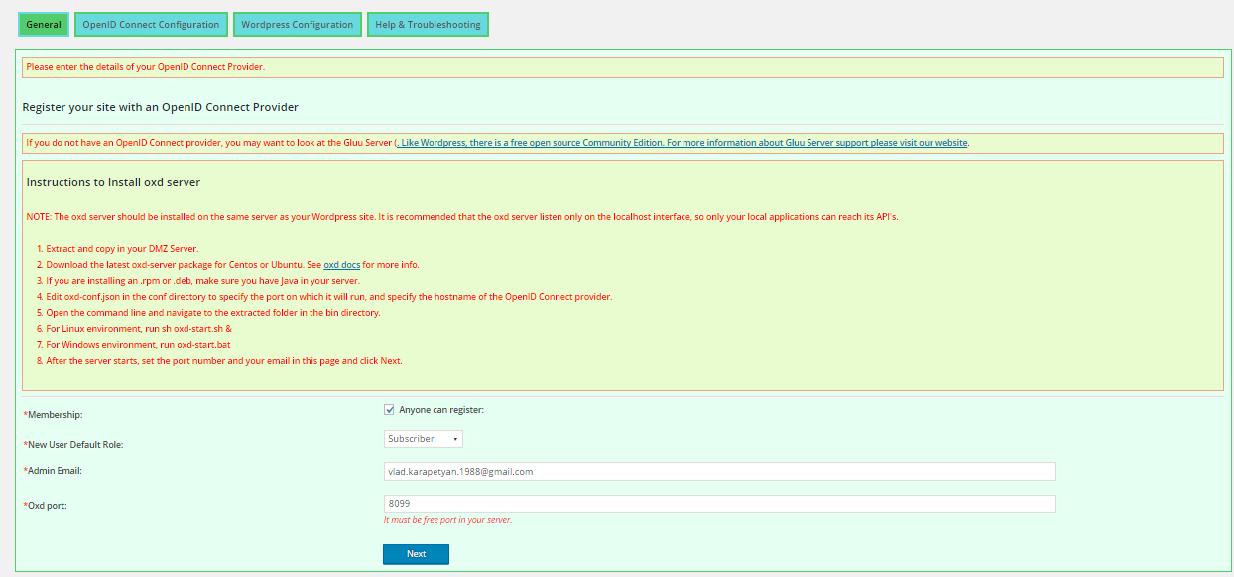 General
OpenID Connect Configuration
Wordpress Configuration
Help & Troubleshooting
Please enter the details of your OpenID Connect Provider.
Register your site with an OpenID Connect Provider
If you do not have an OpenID Connect provider, you may want to look at the Gluu Server (. Like Wordpress, there is a free open source Community Edition. For more information about Gluu Server support please visit our website.
Instructions to Install oxd server
NOTE: The oxd server should be installed on the same server as your Wordpress site. It is recommended that the oxd server listen only on the localhost interface, so only your local applications can reach its API's.
1. Extract and copy in your DMZ Server.
2. Download the latest oxd-server package for Centos or Ubuntu. See oxd docs for more info.
3. If you are installing an .rpm or .deb, make sure you have Java in your server.
4. Edit oxd-conf.json in the conf directory to specify the port on which it will run, and specify the hostname of the OpenID Connect provider.
5. Open the command line and navigate to the extracted folder in the bin directory.
6. For Linux environment, run sh oxd-start.sh &
7. For Windows environment, run oxd-start.bat
8. After the server starts, set the port number and your email in this page and click Next.
*Membership:
Anyone can register:
*New User Default Role:
Subscriber
*Admin Email:
vlad.karapetyan.1988@gmail.com
*Oxd port:
8099
It must be free port in your server.
Next